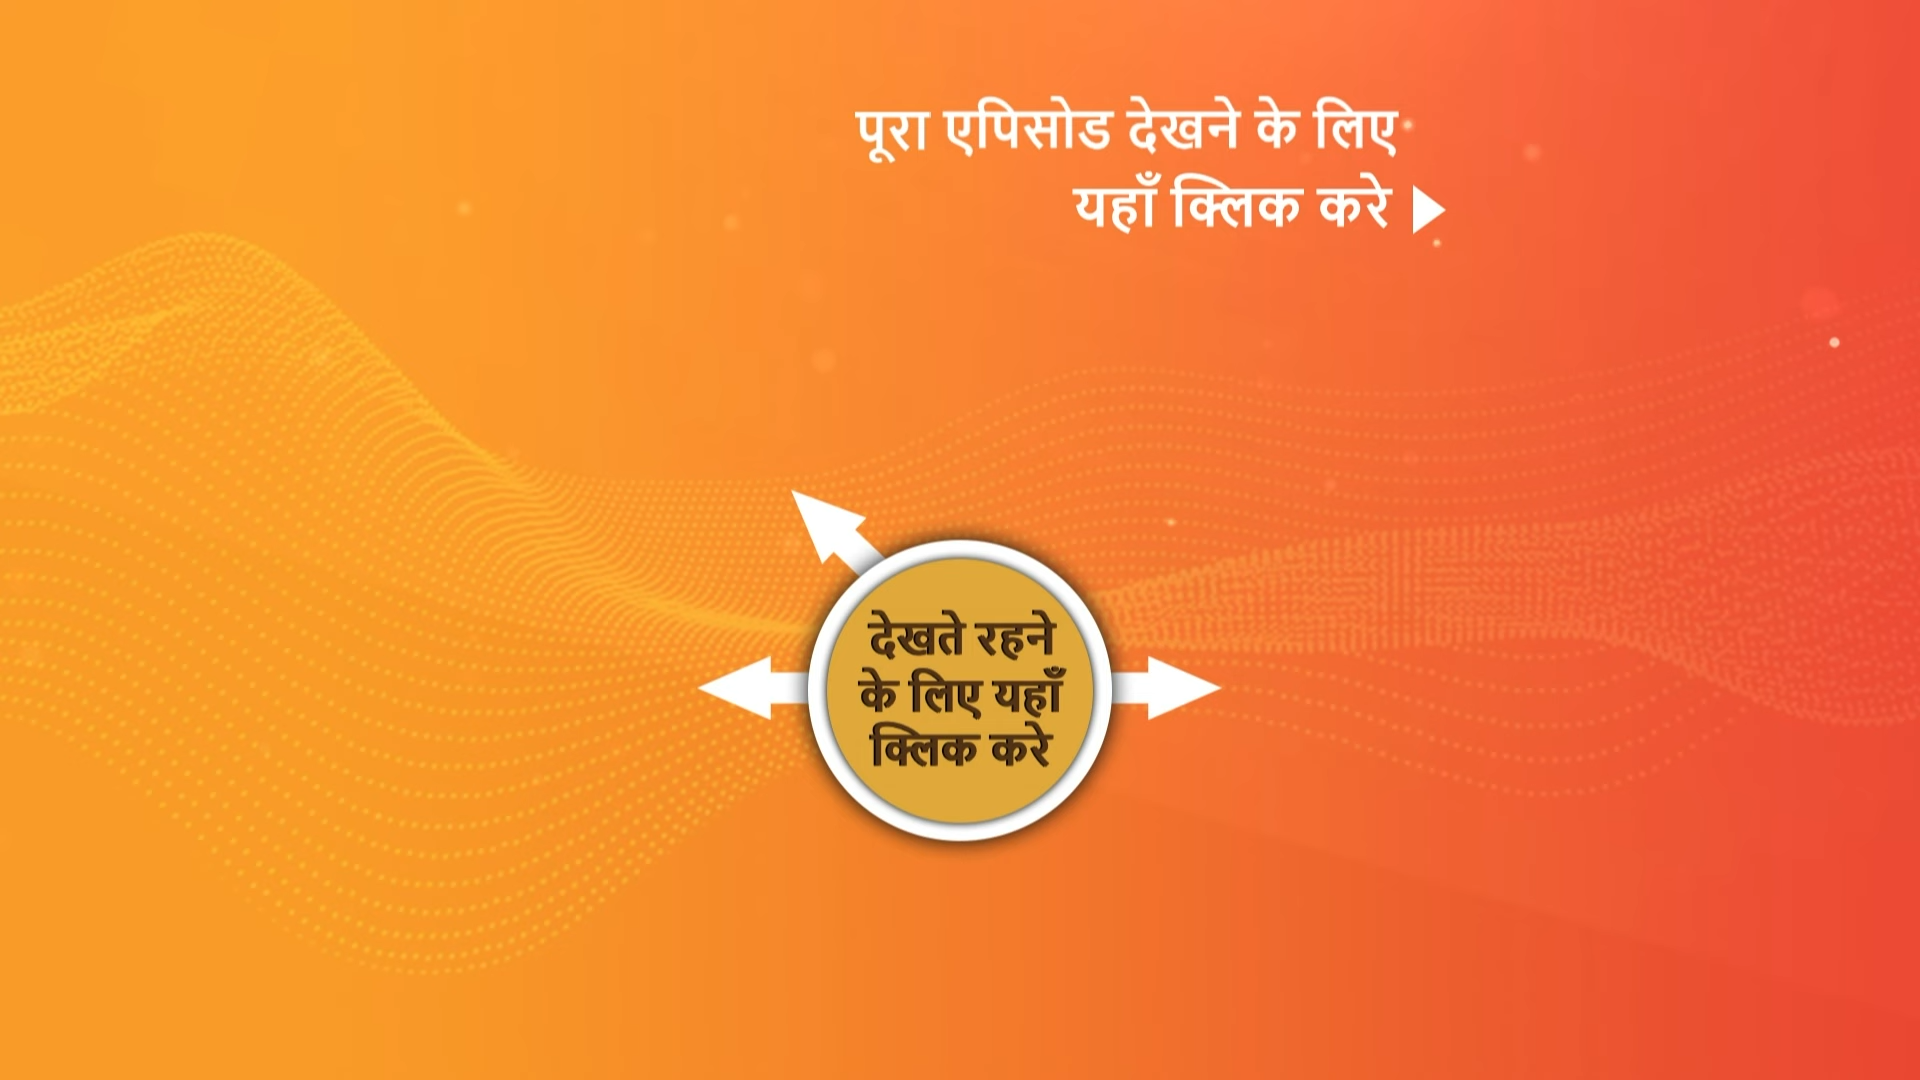 पूरा एपिसोड देखने के लिए
यहाँ क्लिक करे
देखते रहने
के लिए यहाँ
क्लिक करे